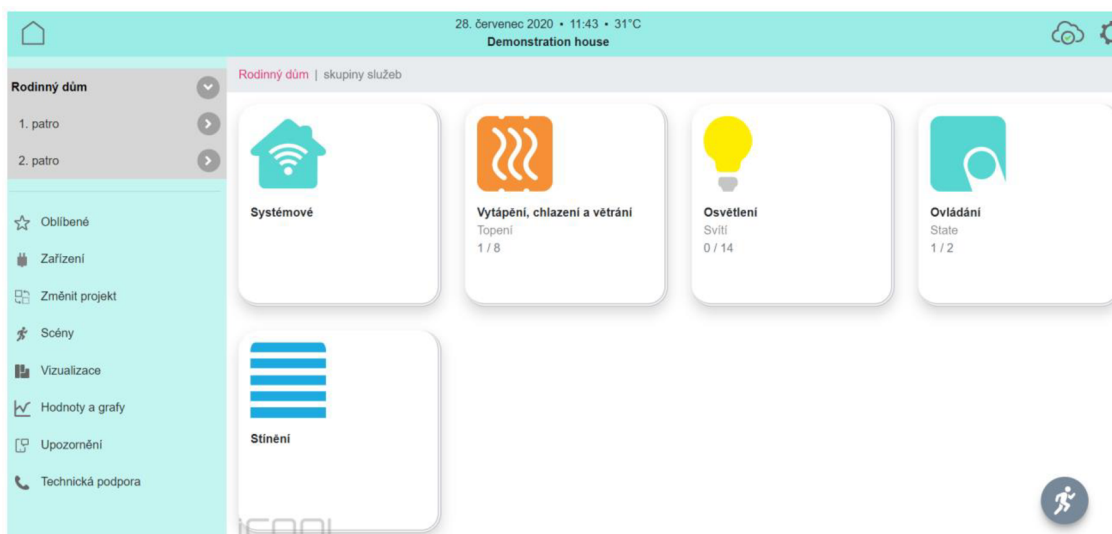 28. červenec 2020 • 11:43 • 31°C
Demonstration house
Rodinný dům
1. patro
2. patro
Oblíbené
Zařízení
Změnit projekt
Scény
Vizualizace
Hodnoty a grafy
Upozornění
Technická podpora
Rodinný dům | skupiny služeb
Systémové
Vytápění, chlazení a větrání
Topení
1 / 8
Osvětlení
Svítí
0 / 14
Ovládání
State
1 / 2
Stínění